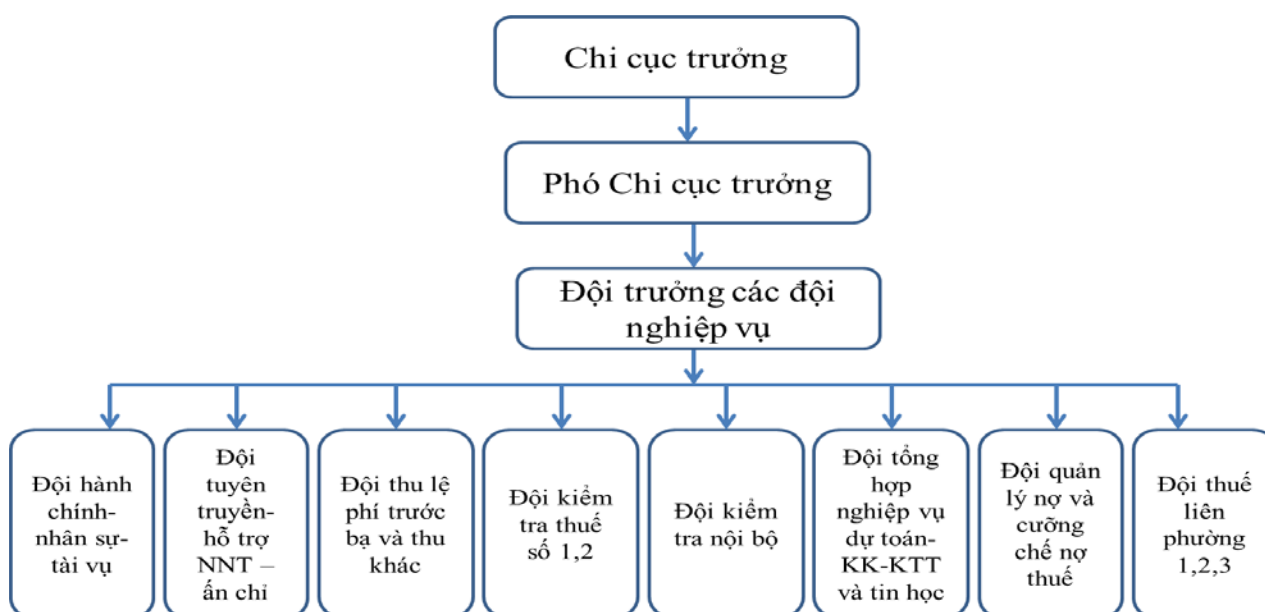 Chi cục trưởng
Phó Chi cục trưởng
Đội trưởng các đội
nghiệp vụ
Đội hành
chính-
nhân sự-
tài vụ
Đội
tuyên
truyền-
hỗ trợ
NNT –
ấn chỉ
Đội thu lệ
phí trước
bạ và thu
khác
Đội kiểm
tra thuế
số 1,2
Đội kiểm
tra nội bộ
Đội tổng
hợp
nghiệp vụ
dự toán-
KK-KTT
và tin học
Đội quản
lý nợ và
cưỡng
chế nợ
thuế
Đội thuế
liên
phường
1,2,3